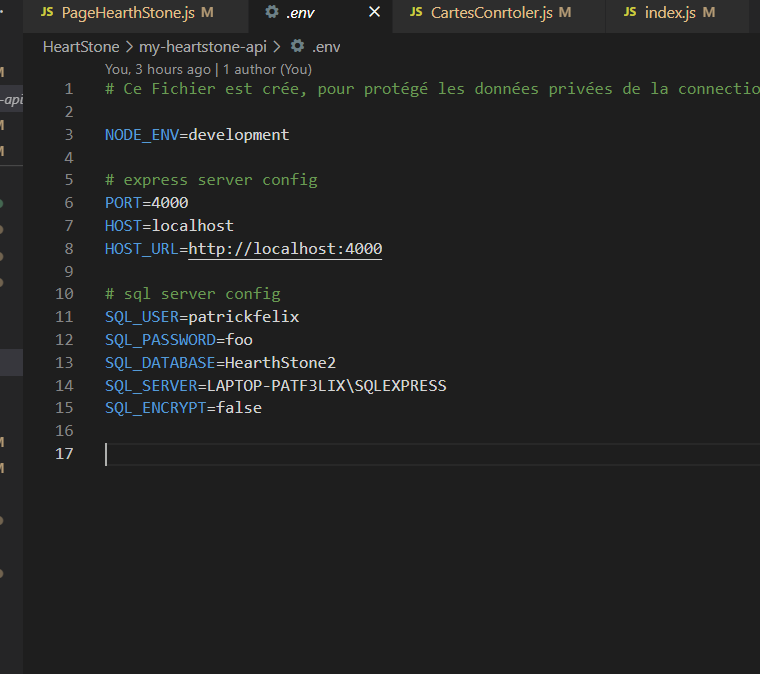 JS PageHearthStone.js M .env JS CartesConrtoler.js M JS index.js M
HeartStone > my-heartstone-api > .env
You, 3 hours ago | 1 author (You)
1 # Ce Fichier est crée, pour protégé les données privées de la connectio
2
3 NODE_ENV=development
4
5 # express server config
6 PORT=4000
7 HOST=localhost
8 HOST_URL=http://localhost:4000
9
10 # sql server config
11 SQL_USER=patrickfelix
12 SQL_PASSWORD=foo
13 SQL_DATABASE=HearthStone2
14 SQL_SERVER=LAPTOP-PATF3LIX\SQLEXPRESS
15 SQL_ENCRYPT=false
16
17
-api